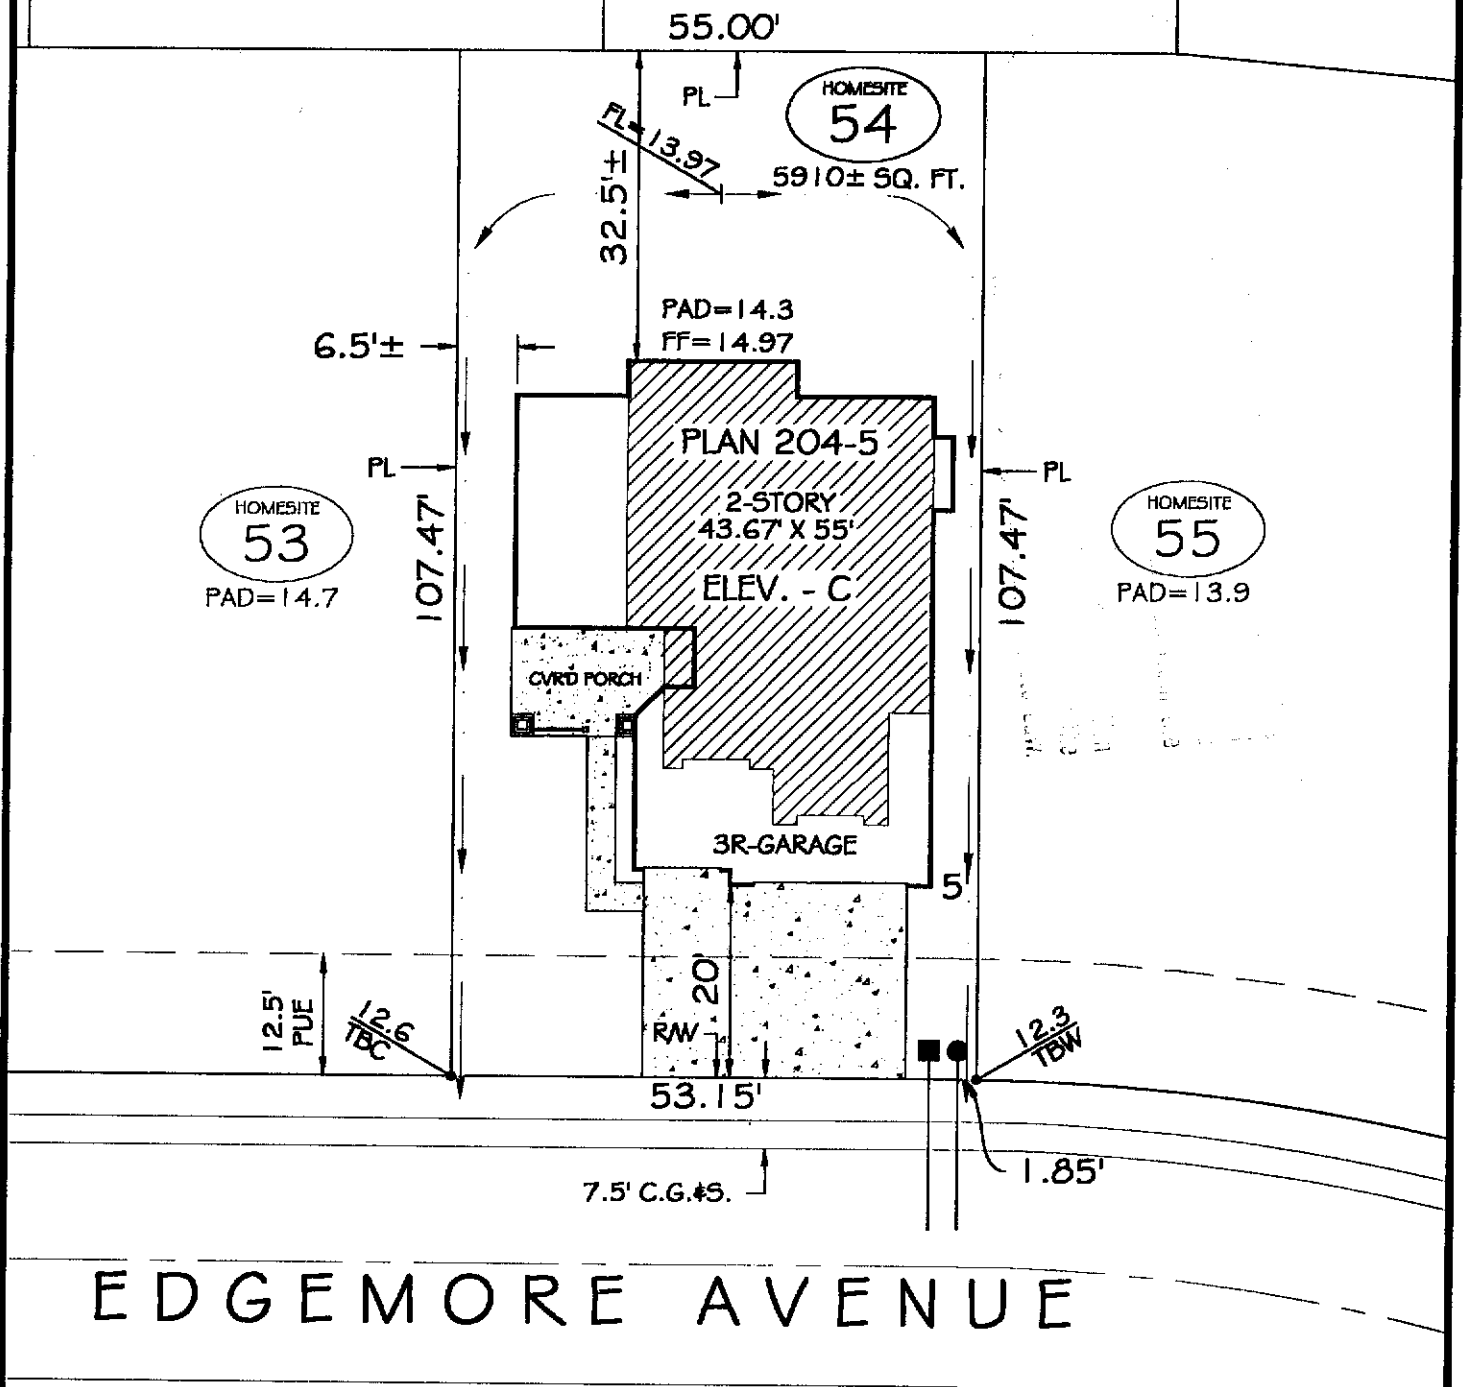 55.00'
PL
HOMESITE
54
5910± SQ. FT.
FL=13.97
32.5'±
PAD=14.3
FF=14.97
6.5'±
PLAN 204-5
2-STORY
43.67' X 55'
ELEV. - C
PL
PL
HOMESITE
53
PAD=14.7
107.47'
107.47'
HOMESITE
55
PAD=13.9
CVR'D PORCH
3R-GARAGE
5
20'
12.5'
PUE
12.6
TBC
R/W
12.3
TBW
53.15'
1.85'
7.5' C.G.&S.
EDGEMORE AVENUE